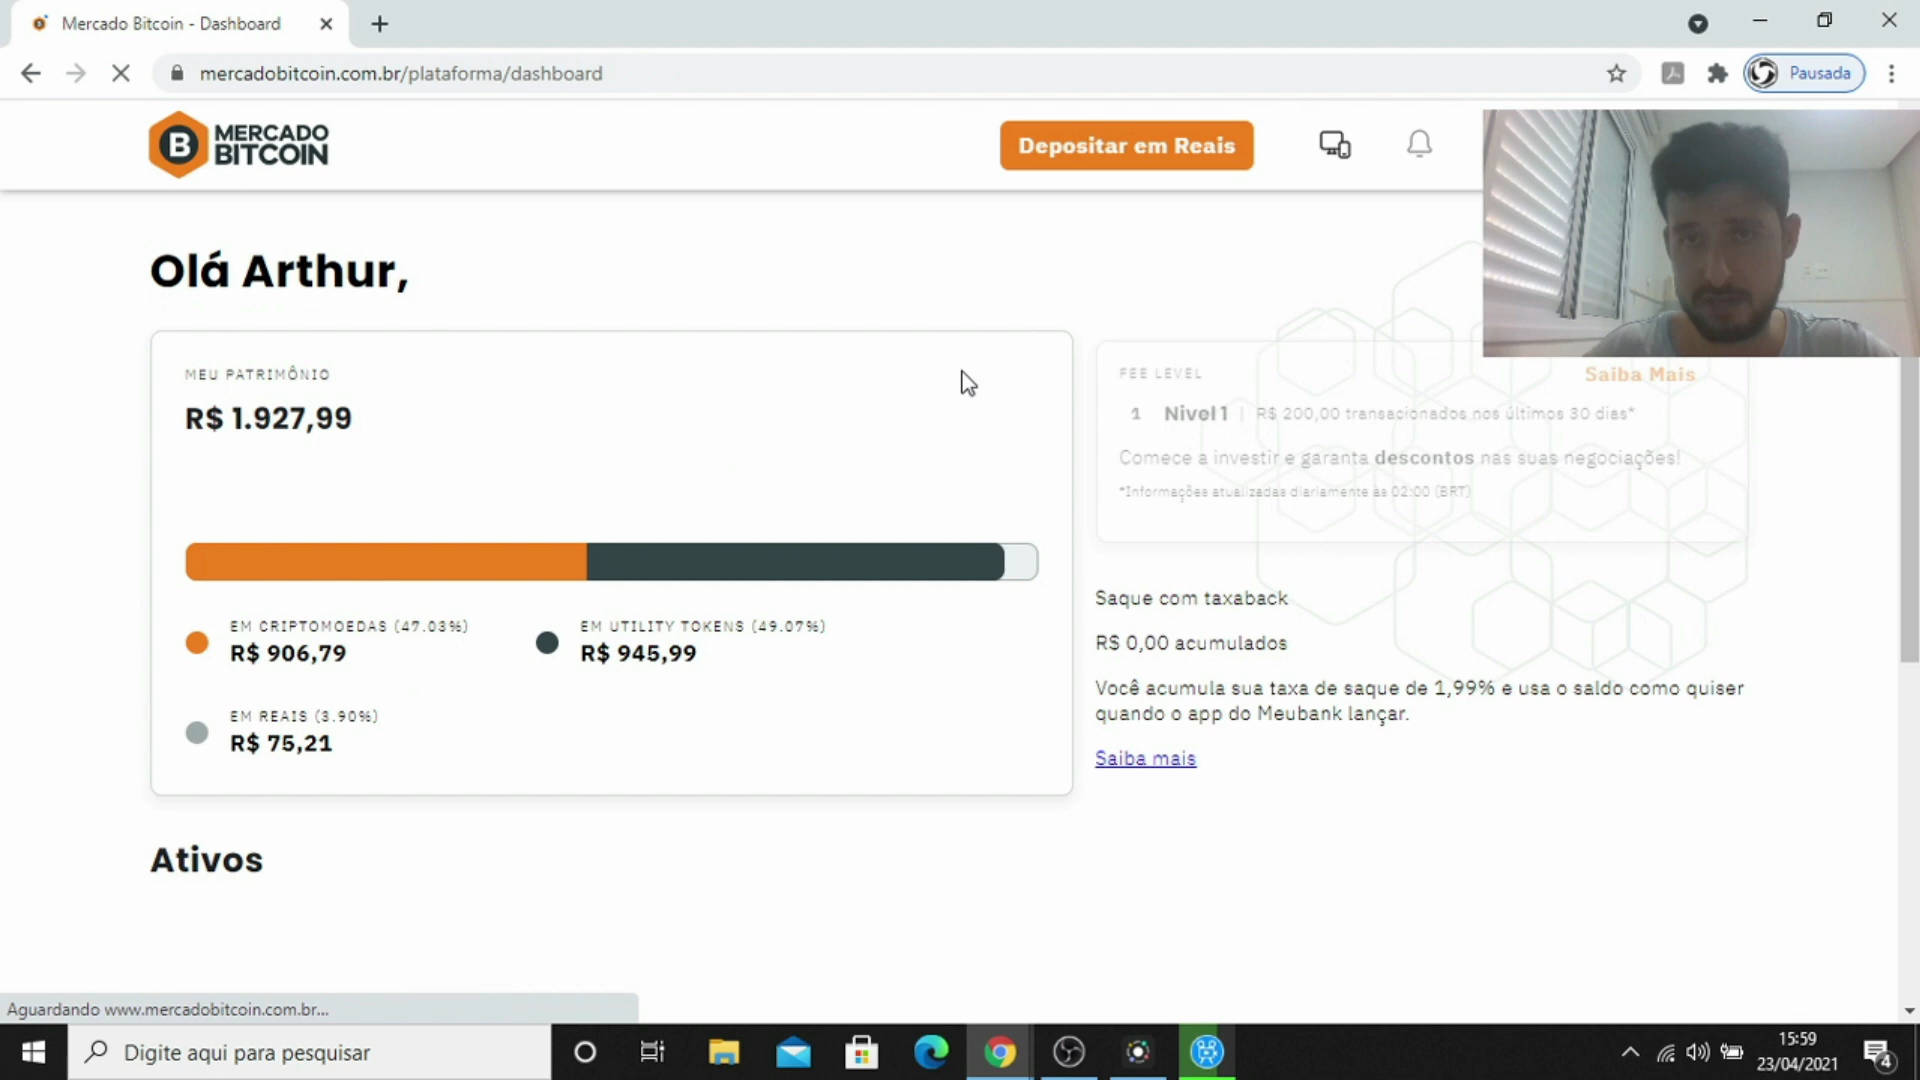 Mercado Bitcoin - Dashboard
mercadobitcoin.com.br/plataforma/dashboard
Pausada
B MERCADO
BITCOIN
Depositar em Reais
Olá Arthur,
MEU PATRIMÔNIO
R$ 1.927,99
EM CRIPTOMOEDAS (47.03%)
R$ 906,79
EM UTILITY TOKENS (49.07%)
R$ 945,99
EM REAIS (3.90%)
R$ 75,21
FEE LEVEL
Saiba Mais
1 Nivel 1 | R$ 200,00 transacionados nos últimos 30 dias*
Comece a investir e garanta descontos nas suas negociações!
*Informações atualizadas diariamente às 02:00 (BRT)
Saque com taxaback
R$ 0,00 acumulados
Você acumula sua taxa de saque de 1,99% e usa o saldo como quiser
quando o app do Meubank lançar.
Saiba mais
Ativos
Aguardando www.mercadobitcoin.com.br...
Digite aqui para pesquisar
15:59
23/04/2021
4